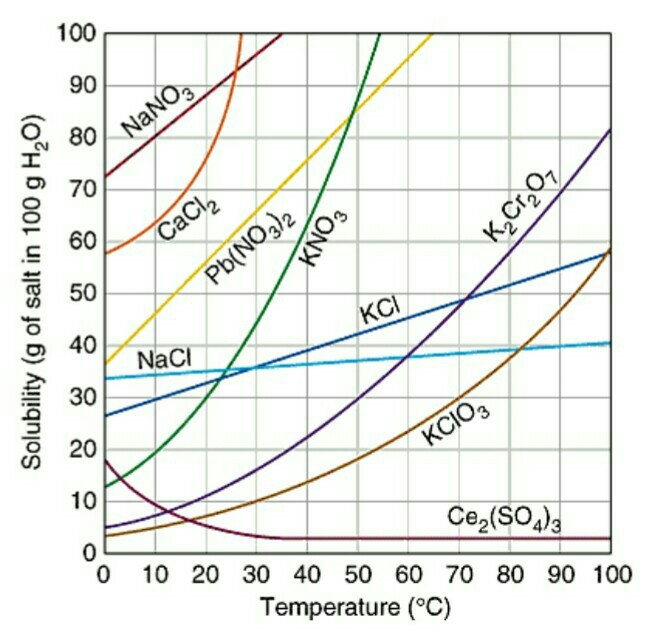 100
90
80
70
60
50
40
30
20
10
0
Solubility (g of salt in 100 g H₂O)
NaNO₃
CaCl₂
Pb(NO₃)₂
KNO₃
K₂Cr₂O₇
KCl
NaCl
KClO₃
Ce₂(SO₄)₃
0 10 20 30 40 50 60 70 80 90 100
Temperature (°C)